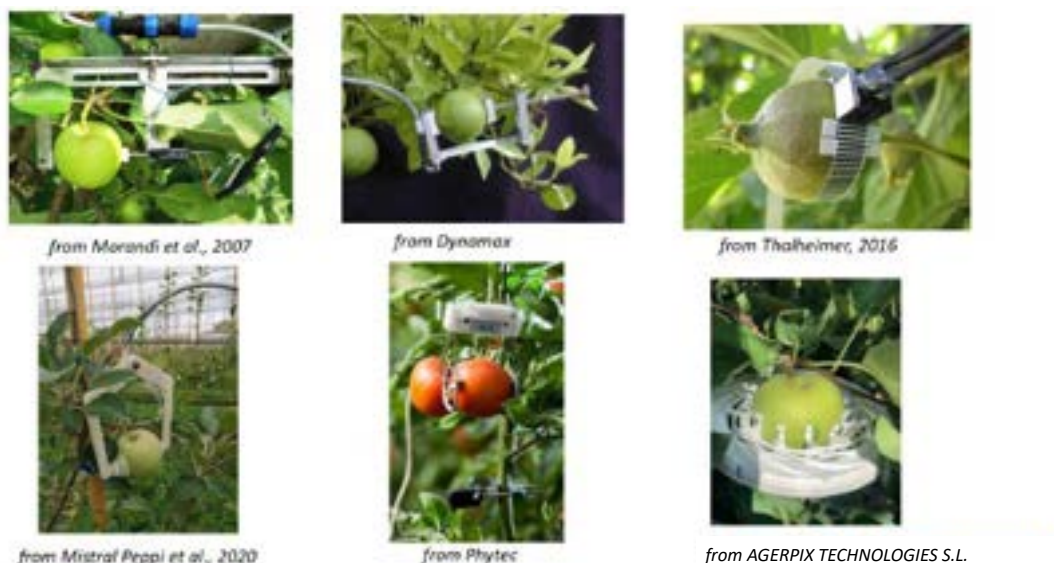 from Morandi et al., 2007
from Dynamax
from Thalheimer, 2016
from Mistral Peppi et al., 2020
from Phytec
from AGERPIX TECHNOLOGIES S.L.